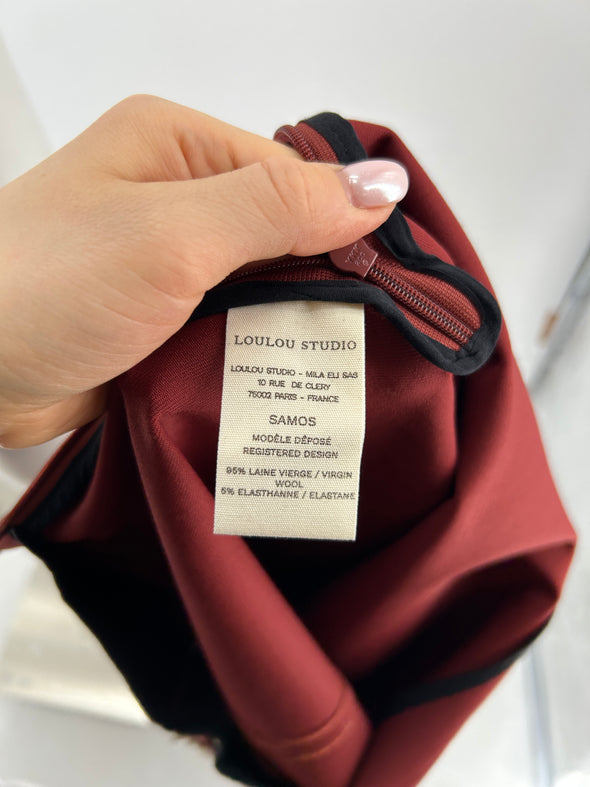 LOULOU STUDIO
LOULOU STUDIO - MILA ELI SAS
10 RUE DE CLERY
75002 PARIS - FRANCE
SAMOS
MODÈLE DÉPOSÉ
REGISTERED DESIGN
95% LAINE VIERGE / VIRGIN
WOOL
5% ELASTHANNE / ELASTANE